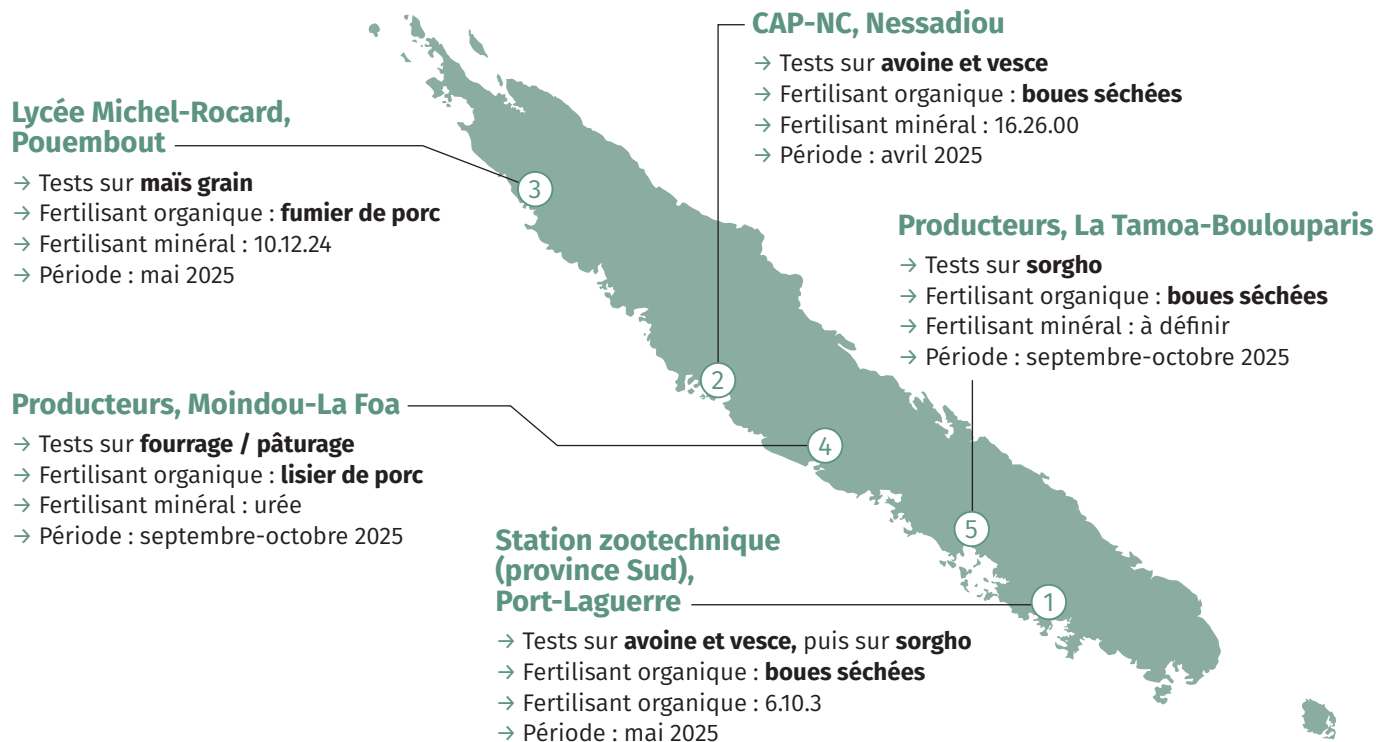 CAP-NC, Nessadiou
→ Tests sur avoine et vesce
→ Fertilisant organique : boues séchées
→ Fertilisant minéral : 16.26.00
→ Période : avril 2025
Lycée Michel-Rocard,
Pouembout
→ Tests sur maïs grain
→ Fertilisant organique : fumier de porc
→ Fertilisant minéral : 10.12.24
→ Période : mai 2025
3
Producteurs, La Tamoa-Boulouparis
→ Tests sur sorgho
→ Fertilisant organique : boues séchées
→ Fertilisant minéral : à définir
→ Période : septembre-octobre 2025
2
Producteurs, Moindou-La Foa
→ Tests sur fourrage / pâturage
→ Fertilisant organique : lisier de porc
→ Fertilisant minéral : urée
→ Période : septembre-octobre 2025
4
5
Station zootechnique
(province Sud),
Port-Laguerre
→ Tests sur avoine et vesce, puis sur sorgho
→ Fertilisant organique : boues séchées
→ Fertilisant organique : 6.10.3
→ Période : mai 2025
1